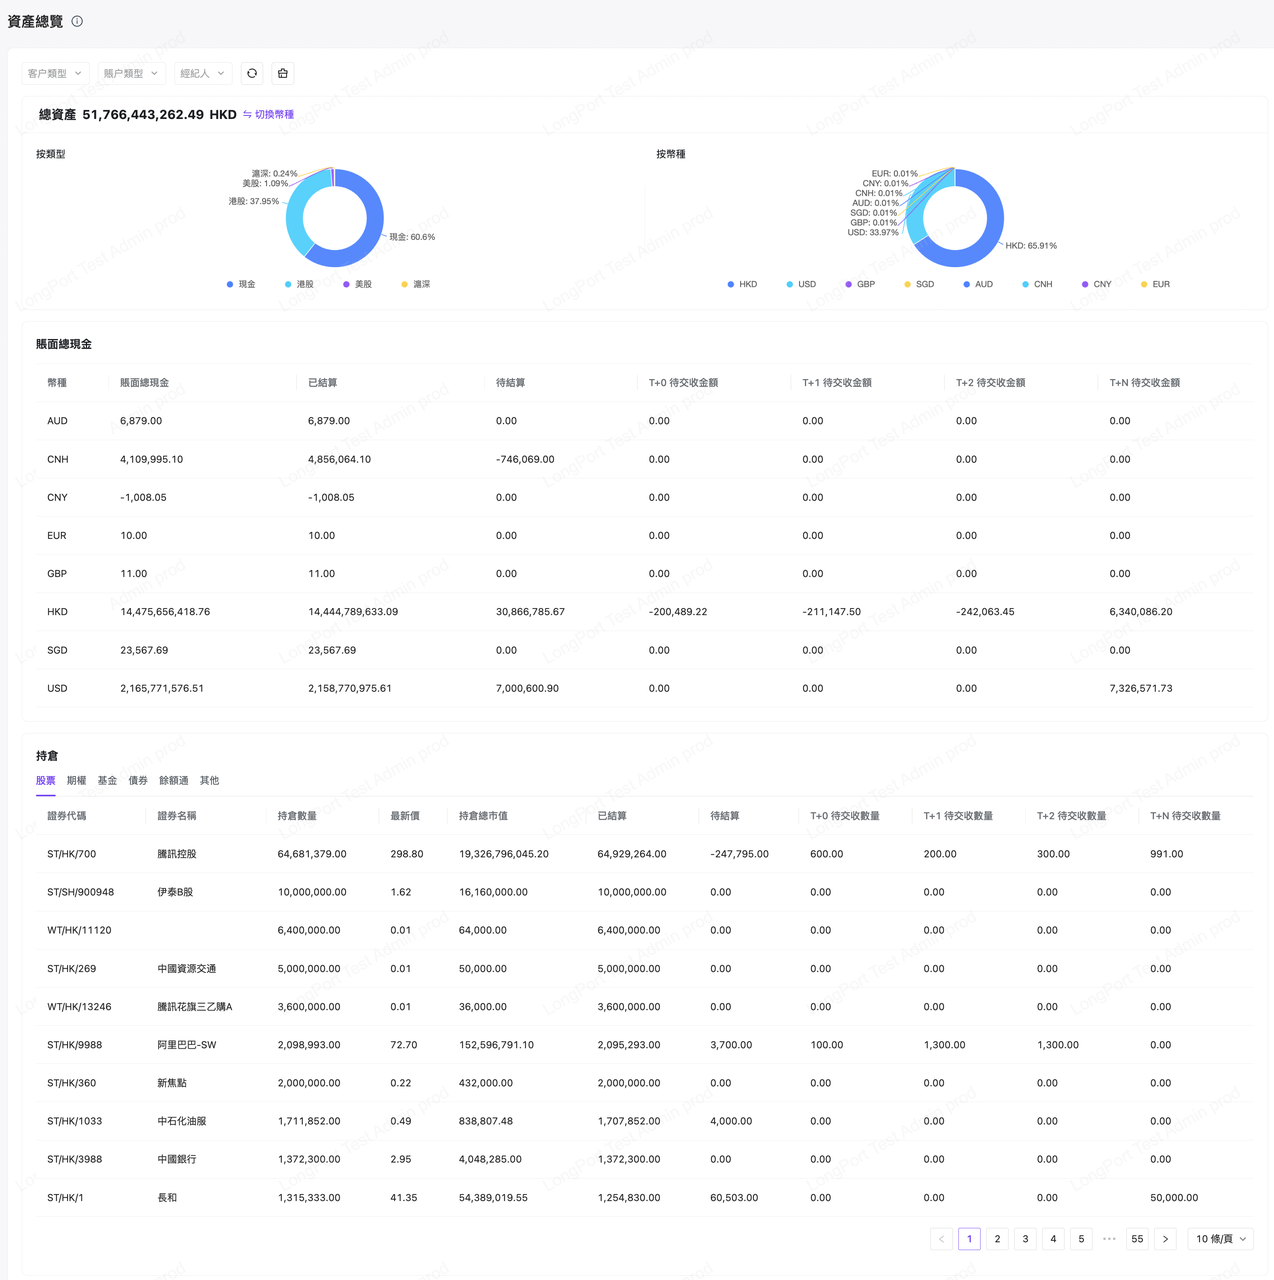 資產總覽
客户類型 賬户類型 經紀人
總資產 51,766,443,262.49 HKD 切換幣種
按類型
滬深: 0.24%
美股: 1.09%
港股: 37.95%
現金: 60.6%
現金 港股 美股 滬深
按幣種
EUR: 0.01%
CNY: 0.01%
CNH: 0.01%
AUD: 0.01%
SGD: 0.01%
GBP: 0.01%
USD: 33.97%
HKD: 65.91%
HKD USD GBP SGD AUD CNH CNY EUR
賬面總現金
幣種 賬面總現金 已結算 待結算 T+0 待交收金額 T+1 待交收金額 T+2 待交收金額 T+N 待交收金額
AUD 6,879.00 6,879.00 0.00 0.00 0.00 0.00 0.00
CNH 4,109,995.10 4,856,064.10 -746,069.00 0.00 0.00 0.00 0.00
CNY -1,008.05 -1,008.05 0.00 0.00 0.00 0.00 0.00
EUR 10.00 10.00 0.00 0.00 0.00 0.00 0.00
GBP 11.00 11.00 0.00 0.00 0.00 0.00 0.00
HKD 14,475,656,418.76 14,444,789,633.09 30,866,785.67 -200,489.22 -211,147.50 -242,063.45 6,340,086.20
SGD 23,567.69 23,567.69 0.00 0.00 0.00 0.00 0.00
USD 2,165,771,576.51 2,158,770,975.61 7,000,600.90 0.00 0.00 0.00 7,326,571.73
持倉
股票 期權 基金 債券 餘額通 其他
證券代碼 證券名稱 持倉數量 最新價 持倉總市值 已結算 待結算 T+0 待交收數量 T+1 待交收數量 T+2 待交收數量 T+N 待交收數量
ST/HK/700 騰訊控股 64,681,379.00 298.80 19,326,796,045.20 64,929,264.00 -247,795.00 600.00 200.00 300.00 991.00
ST/SH/900948 伊泰B股 10,000,000.00 1.62 16,160,000.00 10,000,000.00 0.00 0.00 0.00 0.00 0.00
WT/HK/11120 6,400,000.00 0.01 64,000.00 6,400,000.00 0.00 0.00 0.00 0.00 0.00
ST/HK/269 中國資源交通 5,000,000.00 0.01 50,000.00 5,000,000.00 0.00 0.00 0.00 0.00 0.00
WT/HK/13246 騰訊花旗三乙購A 3,600,000.00 0.01 36,000.00 3,600,000.00 0.00 0.00 0.00 0.00 0.00
ST/HK/9988 阿里巴巴-SW 2,098,993.00 72.70 152,596,791.10 2,095,293.00 3,700.00 100.00 1,300.00 1,300.00 0.00
ST/HK/360 新焦點 2,000,000.00 0.22 432,000.00 2,000,000.00 0.00 0.00 0.00 0.00 0.00
ST/HK/1033 中石化油服 1,711,852.00 0.49 838,807.48 1,707,852.00 4,000.00 0.00 0.00 0.00 0.00
ST/HK/3988 中國銀行 1,372,300.00 2.95 4,048,285.00 1,372,300.00 0.00 0.00 0.00 0.00 0.00
ST/HK/1 長和 1,315,333.00 41.35 54,389,019.55 1,254,830.00 60,503.00 0.00 0.00 0.00 50,000.00
< 1 2 3 4 5 ••• 55 > 10 條/頁
LongPort Test Admin prod